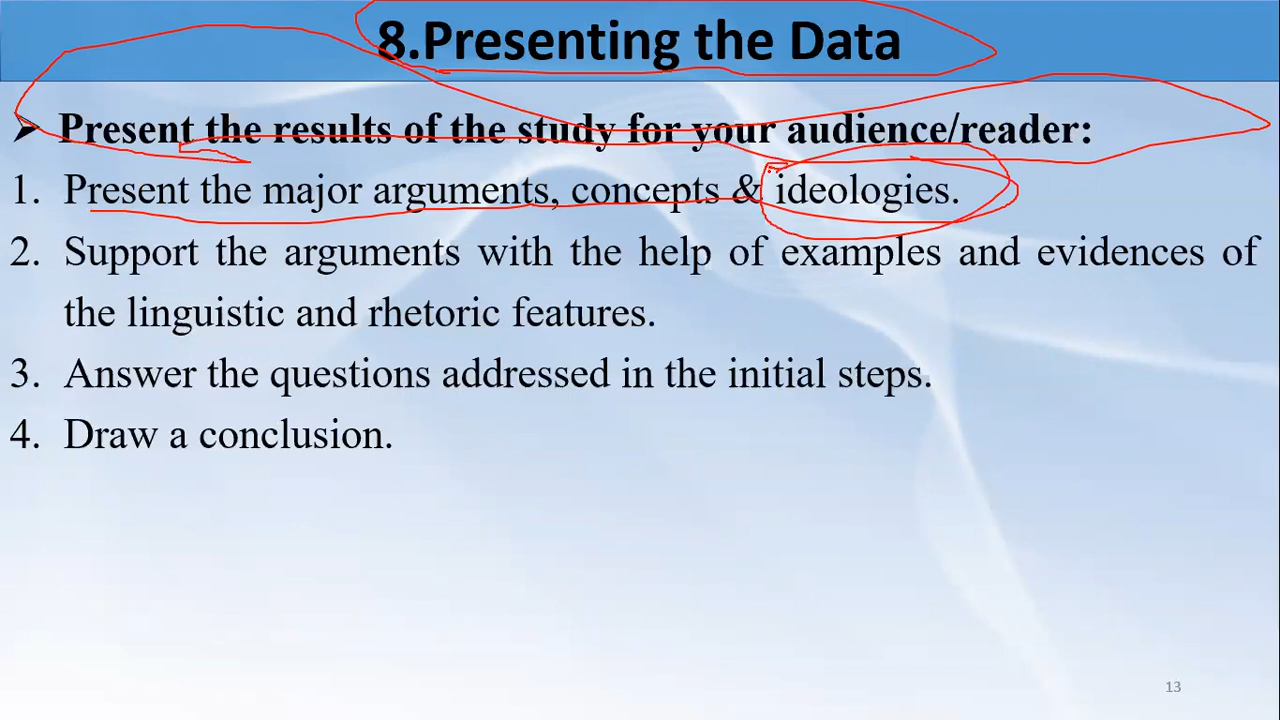 8.Presenting the Data
➤ Present the results of the study for your audience/reader:
1. Present the major arguments, concepts & ideologies.
2. Support the arguments with the help of examples and evidences of
the linguistic and rhetoric features.
3. Answer the questions addressed in the initial steps.
4. Draw a conclusion.
13